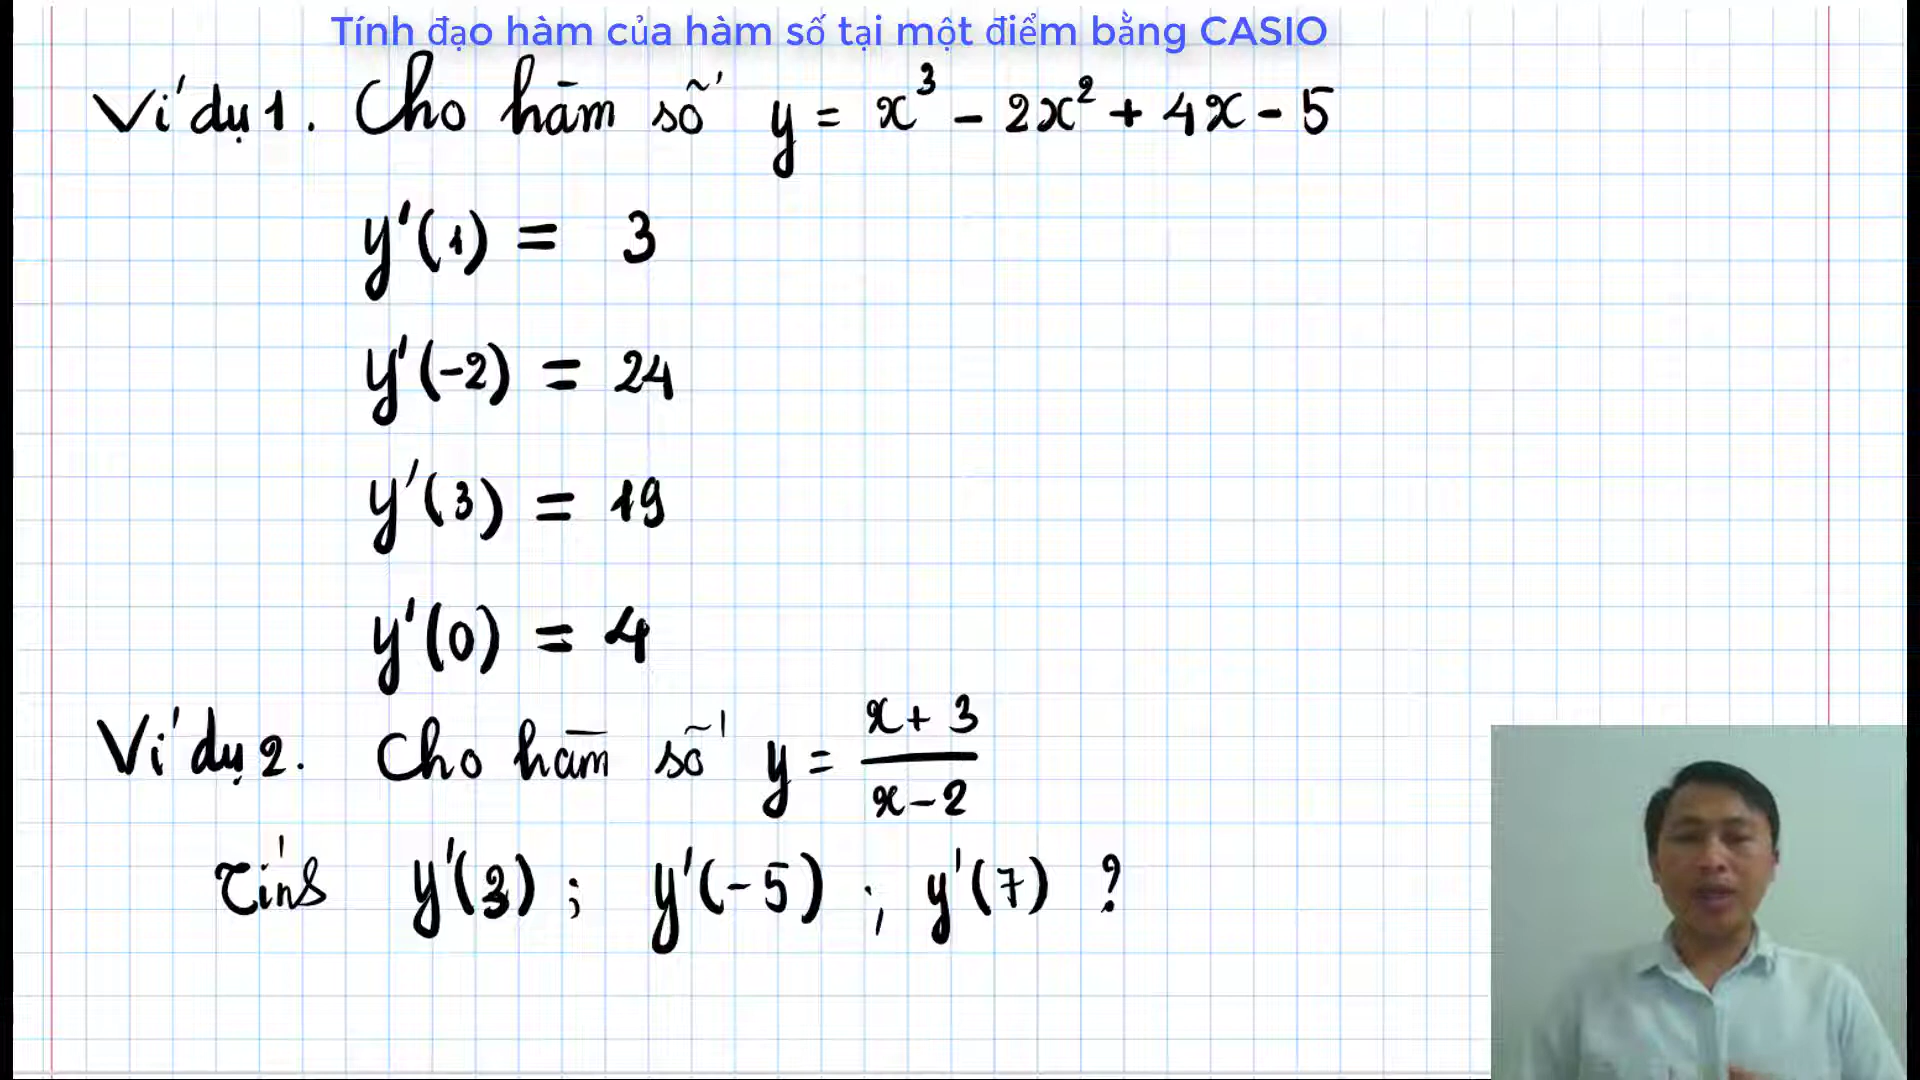 Tính đạo hàm của hàm số tại một điểm bằng CASIO
Ví dụ 1. Cho hàm số y = x³ - 2x² + 4x - 5
y'(1) = 3
y'(-2) = 24
y'(3) = 19
y'(0) = 4
Ví dụ 2. Cho hàm số y = \frac{x+3}{x-2}
Tính y'(3) ; y'(-5) ; y'(7) ?